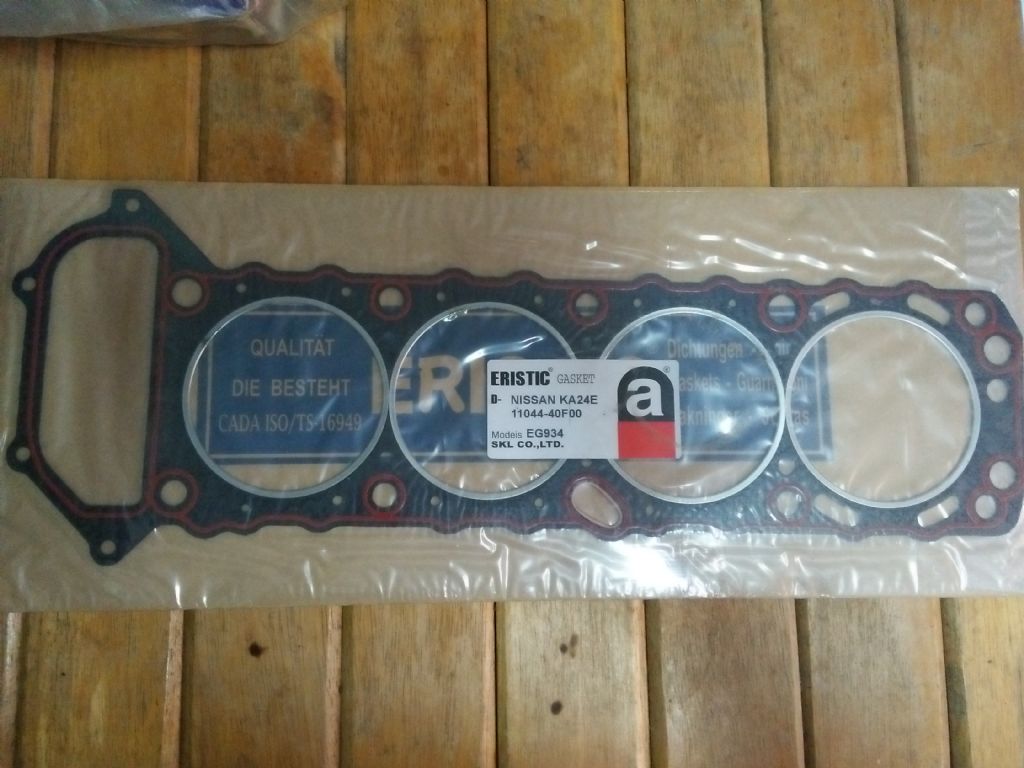 QUALITAT
DIE BESTEHT
CADA ISO/TS-16949
ERI
Dichtungen
Gaskets
ERISTIC® GASKET
D- NISSAN KA24E
11044-40F00
Models EG934
SKL CO.,LTD.
a